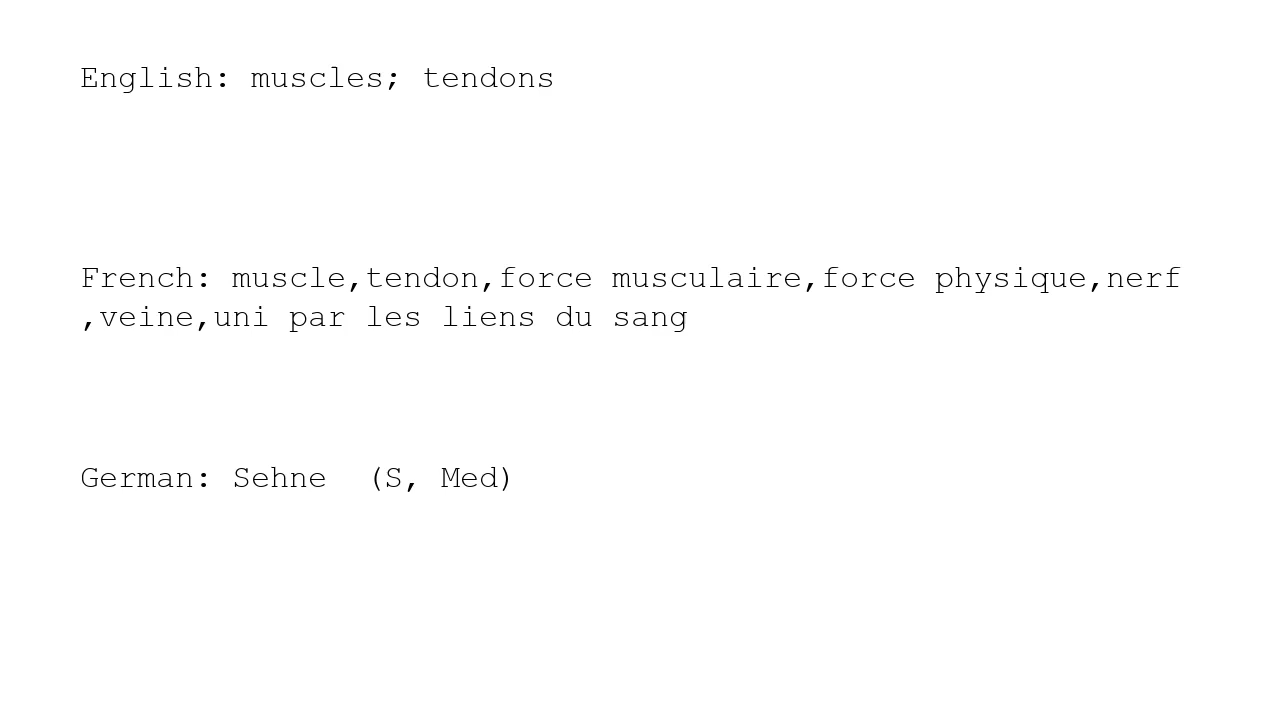 English: muscles; tendons
French: muscle,tendon,force musculaire,force physique,nerf
,veine,uni par les liens du sang
German: Sehne  (S, Med)